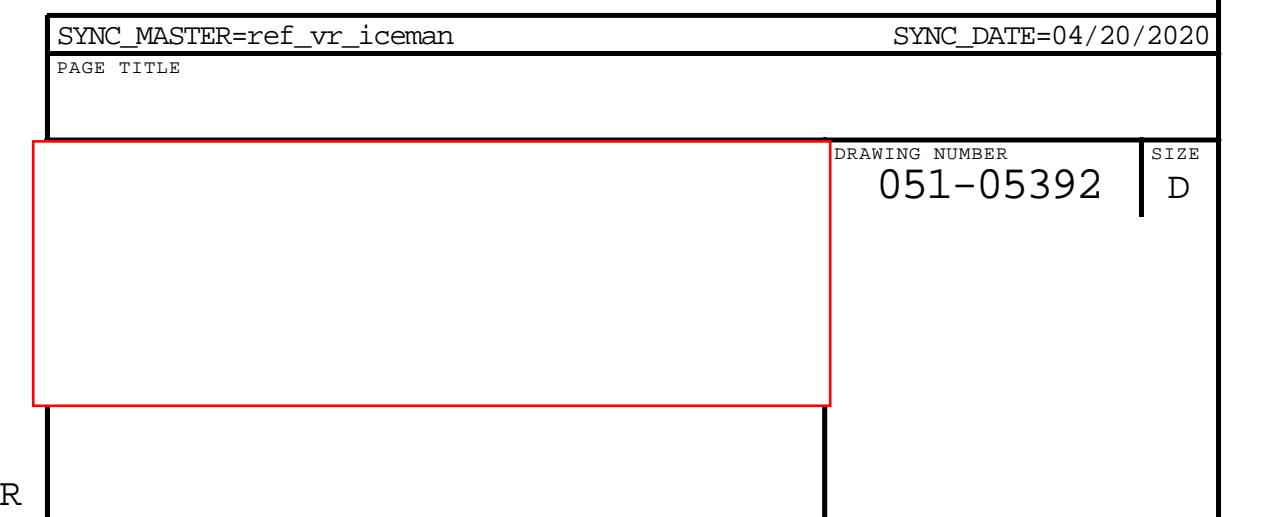 SYNC_MASTER=ref_vr_iceman SYNC_DATE=04/20/2020
PAGE TITLE
DRAWING NUMBER SIZE
051-05392 D
R